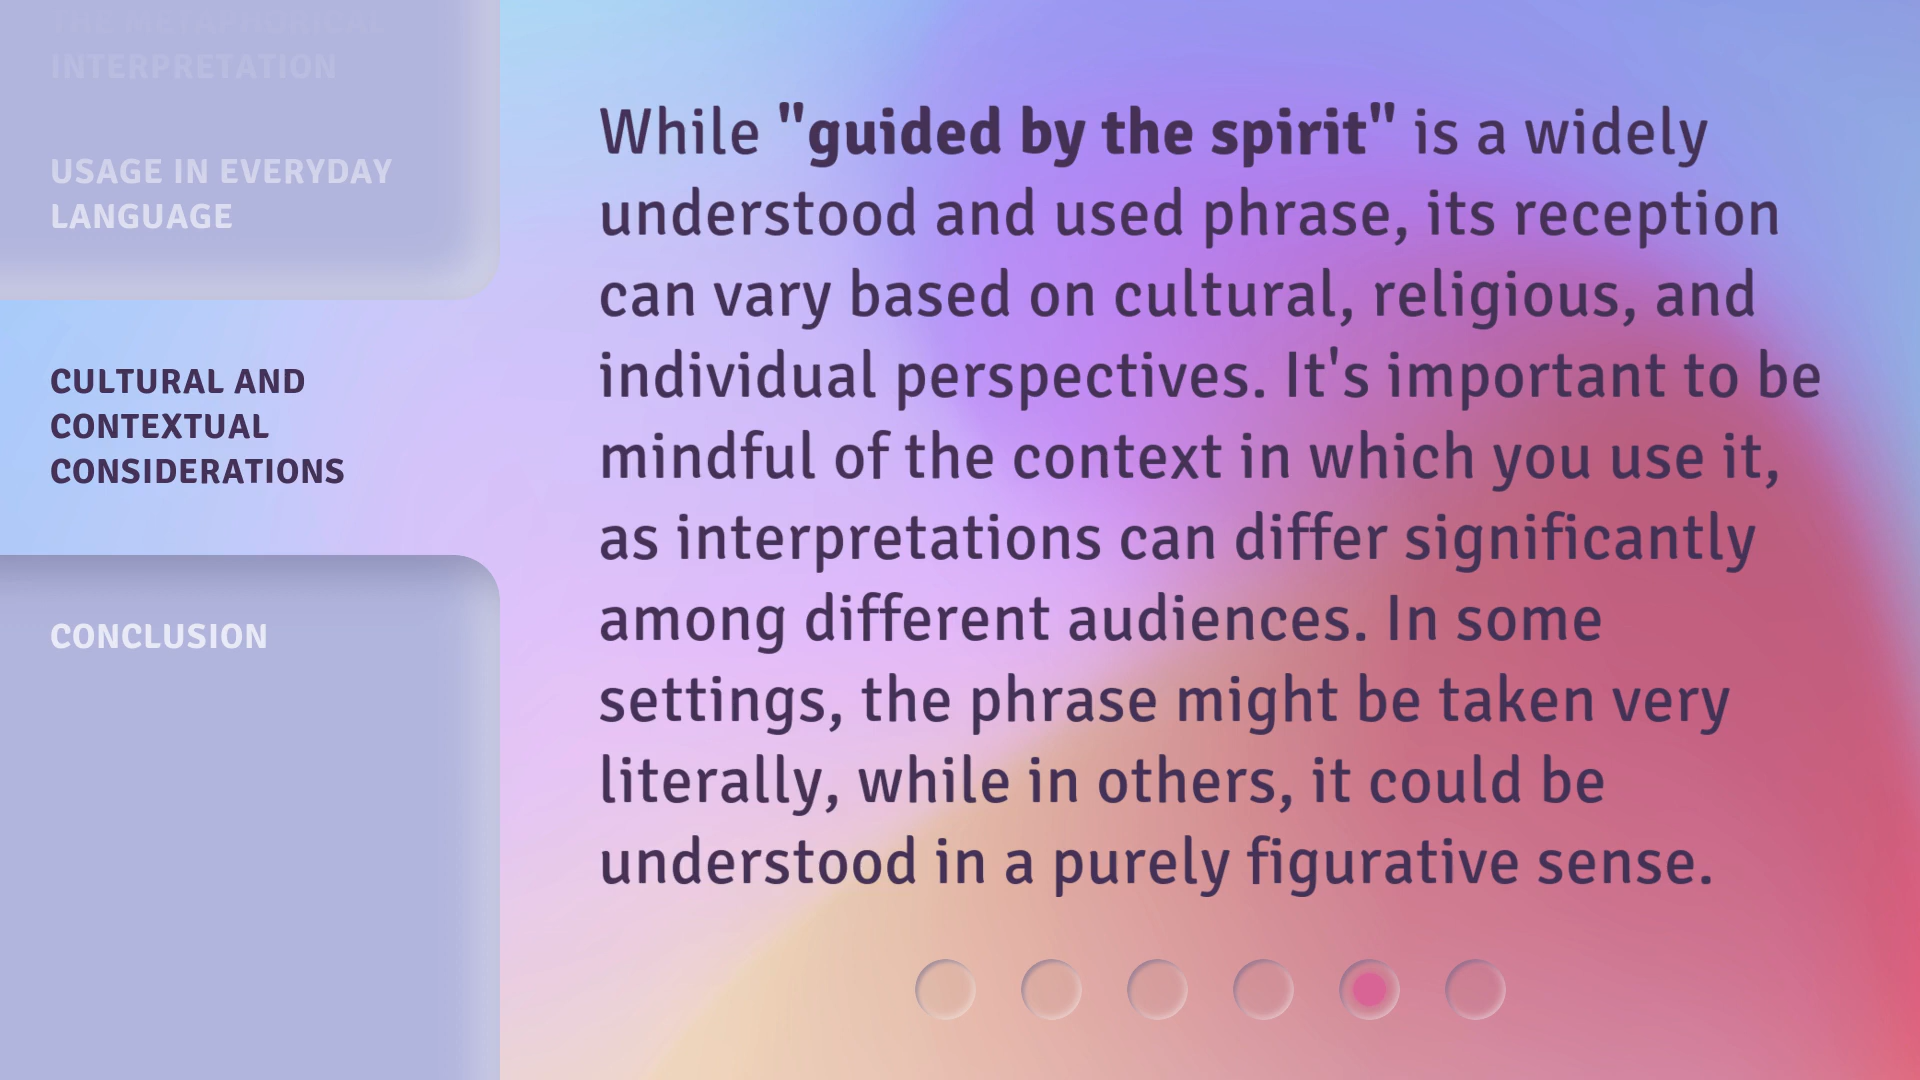 THE METAPHORICAL
INTERPRETATION
USAGE IN EVERYDAY
LANGUAGE
CULTURAL AND
CONTEXTUAL
CONSIDERATIONS
CONCLUSION
While "guided by the spirit" is a widely
understood and used phrase, its reception
can vary based on cultural, religious, and
individual perspectives. It's important to be
mindful of the context in which you use it,
as interpretations can differ significantly
among different audiences. In some
settings, the phrase might be taken very
literally, while in others, it could be
understood in a purely figurative sense.